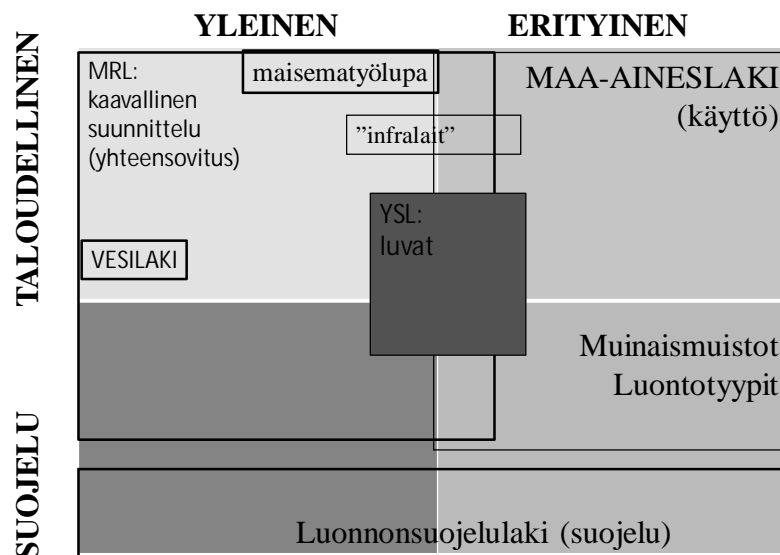 YLEINEN
ERITYINEN
TALOUDELLINEN
SUOJELU
MRL:
kaavallinen
suunnittelu
(yhteensovitus)
maisematyölupa
MAA-AINESLAKI
(käyttö)
”infralait”
YSL:
luvat
VESILAKI
Muinaismuistot
Luontotyypit
Luonnonsuojelulaki (suojelu)